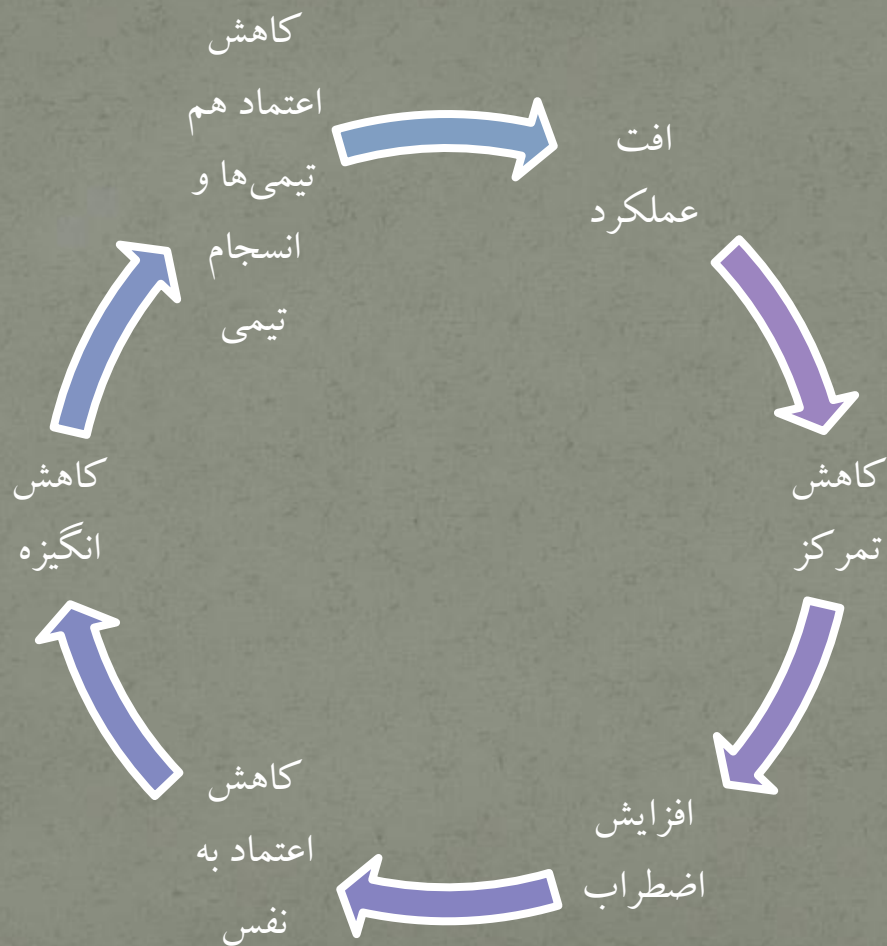 افت
عملکرد
کاهش
تمرکز
افزایش
اضطراب
کاهش
اعتماد به
نفس
کاهش
انگیزه
کاهش
اعتماد هم
تیمی‌ها و
انسجام
تیمی